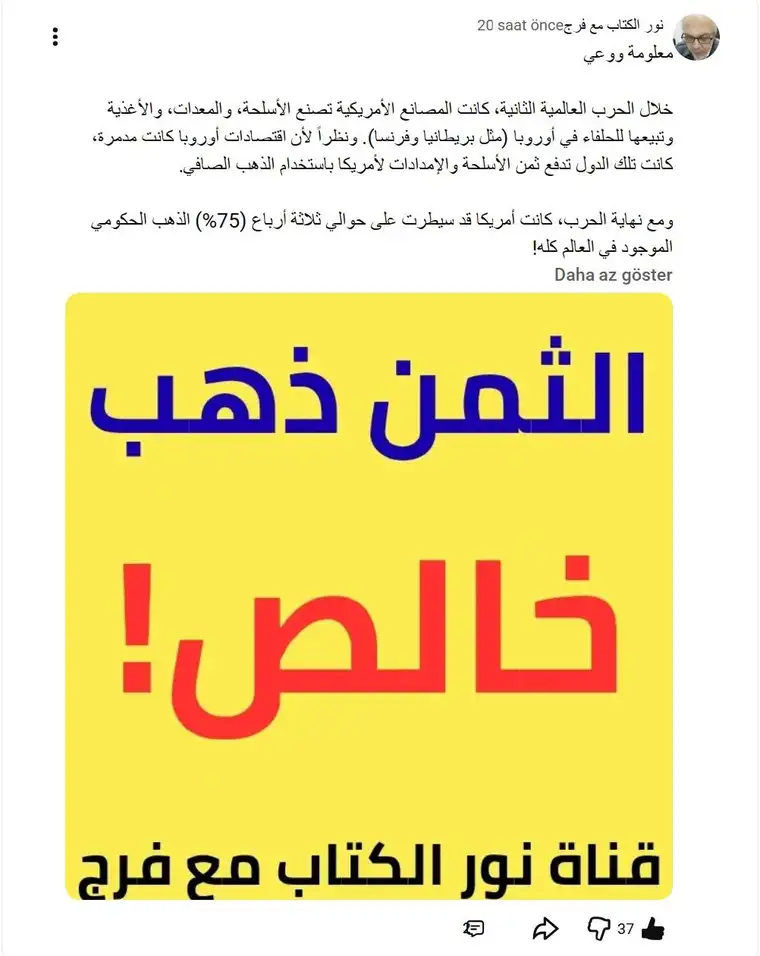 نور الكتاب مع فرج20 saat önce
معلومة ووعي
خلال الحرب العالمية الثانية، كانت المصانع الأمريكية تصنع الأسلحة، والمعدات، والأغذية
وتبيعها للحلفاء في أوروبا (مثل بريطانيا وفرنسا). ونظراً لأن اقتصادات أوروبا كانت مدمرة،
كانت تلك الدول تدفع ثمن الأسلحة والإمدادات لأمريكا باستخدام الذهب الصافي.
ومع نهاية الحرب، كانت أمريكا قد سيطرت على حوالي ثلاثة أرباع (75%) الذهب الحكومي
الموجود في العالم كله!
Daha az göster
الثمن ذهب
خالص!
قناة نور الكتاب مع فرج
37
2